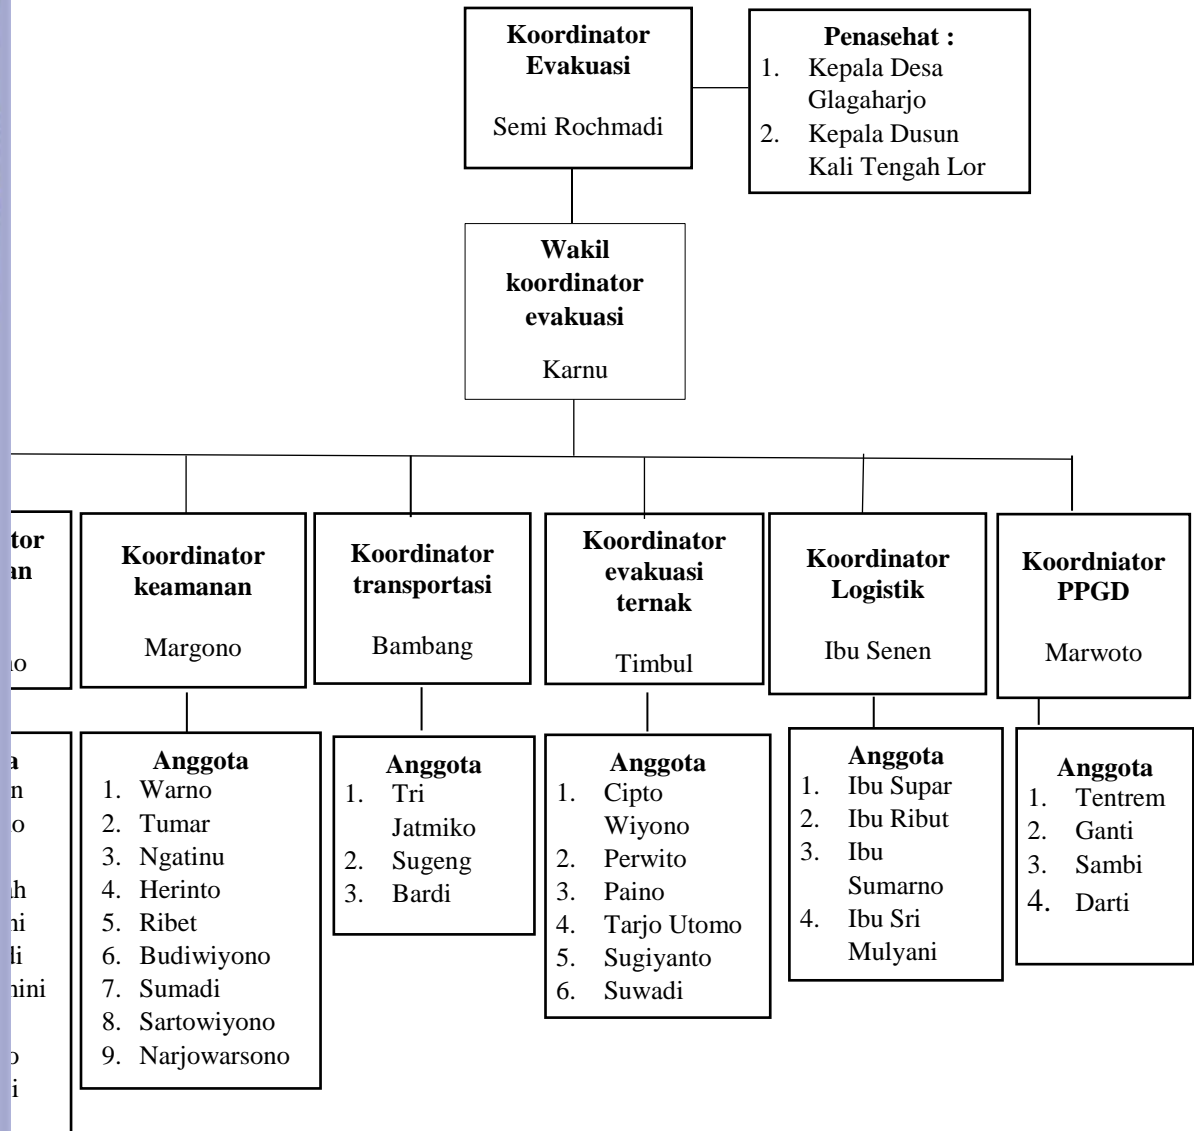 Koordinator
Evakuasi
Semi Rochmadi
Penasehat :
1. Kepala Desa
Glagaharjo
2. Kepala Dusun
Kali Tengah Lor
Wakil
koordinator
evakuasi
Karnu
Koordinator
keamanan
Margono
Koordinator
transportasi
Bambang
Koordinator
evakuasi
ternak
Timbul
Koordinator
Logistik
Ibu Senen
Koordniator
PPGD
Marwoto
Anggota
1. Warno
2. Tumar
3. Ngatinu
4. Herinto
5. Ribet
6. Budiwiyono
7. Sumadi
8. Sartowiyono
9. Narjowarsono
Anggota
1. Tri
Jatmiko
2. Sugeng
3. Bardi
Anggota
1. Cipto
Wiyono
2. Perwito
3. Paino
4. Tarjo Utomo
5. Sugiyanto
6. Suwadi
Anggota
1. Ibu Supar
2. Ibu Ribut
3. Ibu
Sumarno
4. Ibu Sri
Mulyani
Anggota
1. Tentrem
2. Ganti
3. Sambi
4. Darti